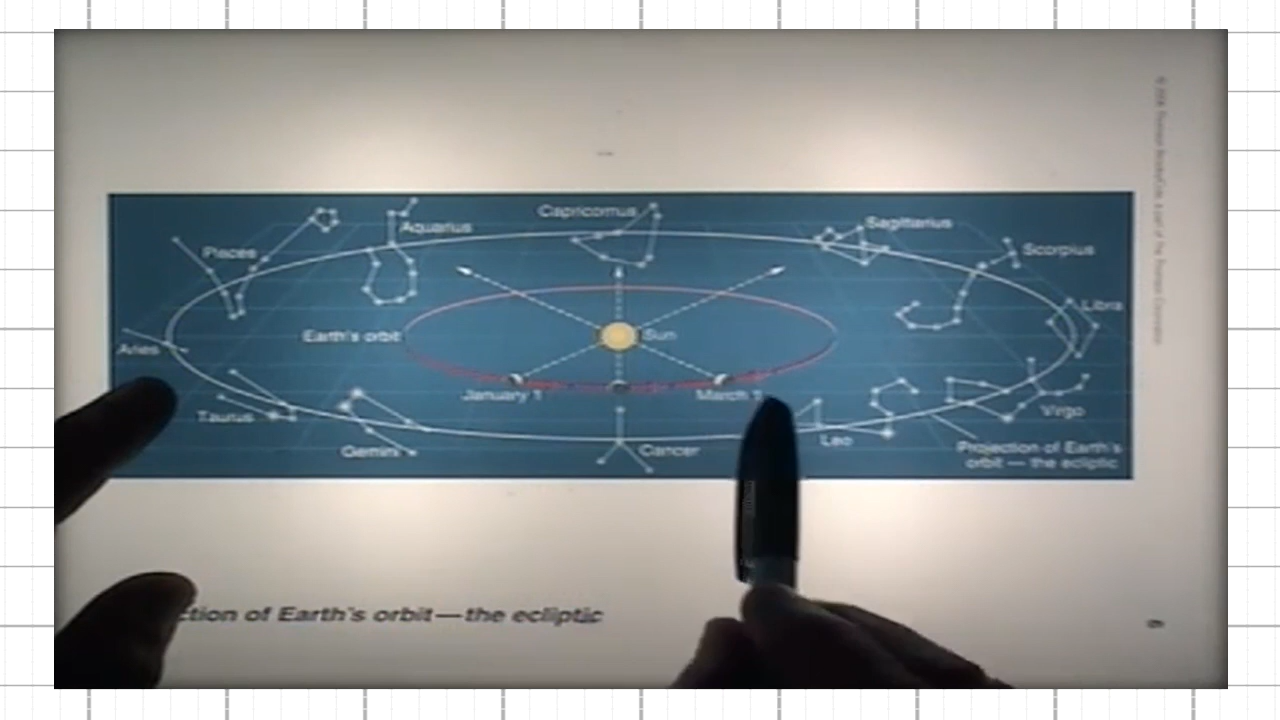 Capricornus
Sagittarius
Aquarius
Pisces
Scorpius
Libra
Earth's orbit
Sun
Aries
January 1
March 1
Taurus
Virgo
Leo
Gemini
Cancer
Projection of Earth's
orbit — the ecliptic
ction of Earth's orbit—the ecliptic
6